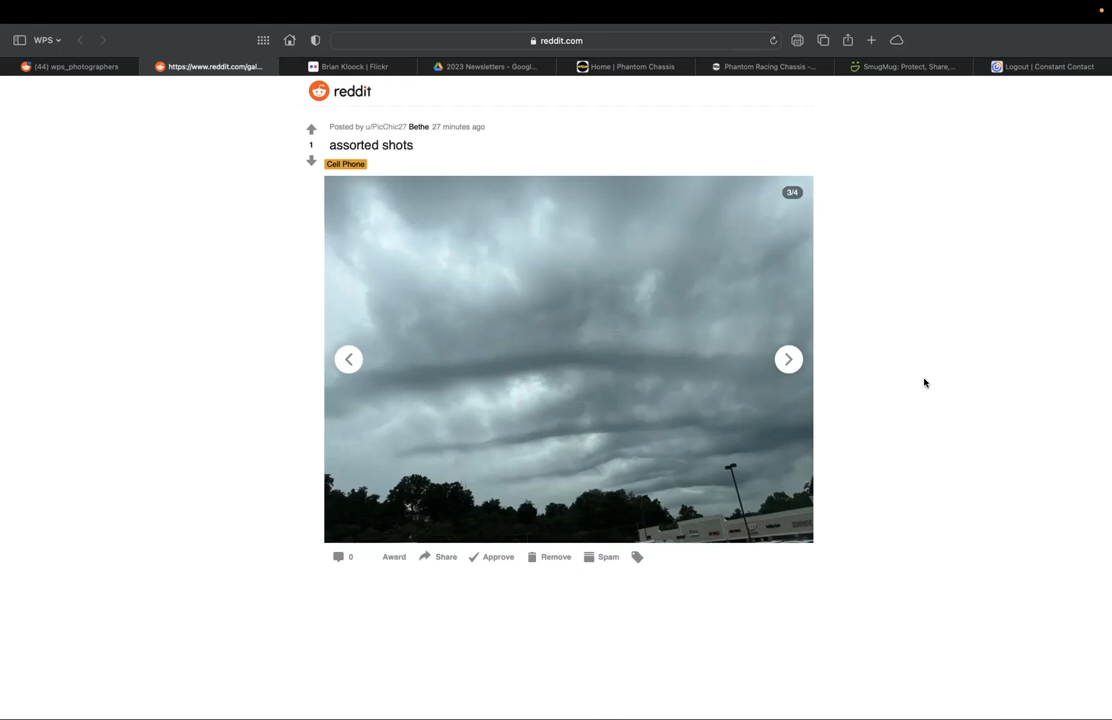 WPS
reddit.com
(44) wps_photographers
https://www.reddit.com/gal...
Brian Kloock | Flickr
2023 Newsletters - Googl...
Home | Phantom Chassis
Phantom Racing Chassis -...
SmugMug: Protect, Share,...
Logout | Constant Contact
reddit
Posted by u/PicChic27 Bethe 27 minutes ago
1
assorted shots
Cell Phone
3/4
0 Award Share Approve Remove Spam